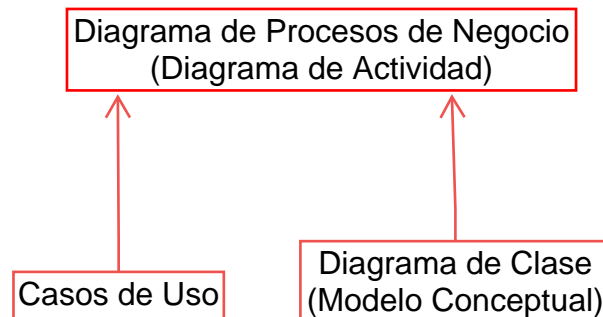 Diagrama de Procesos de Negocio
(Diagrama de Actividad)
Casos de Uso
Diagrama de Clase
(Modelo Conceptual)